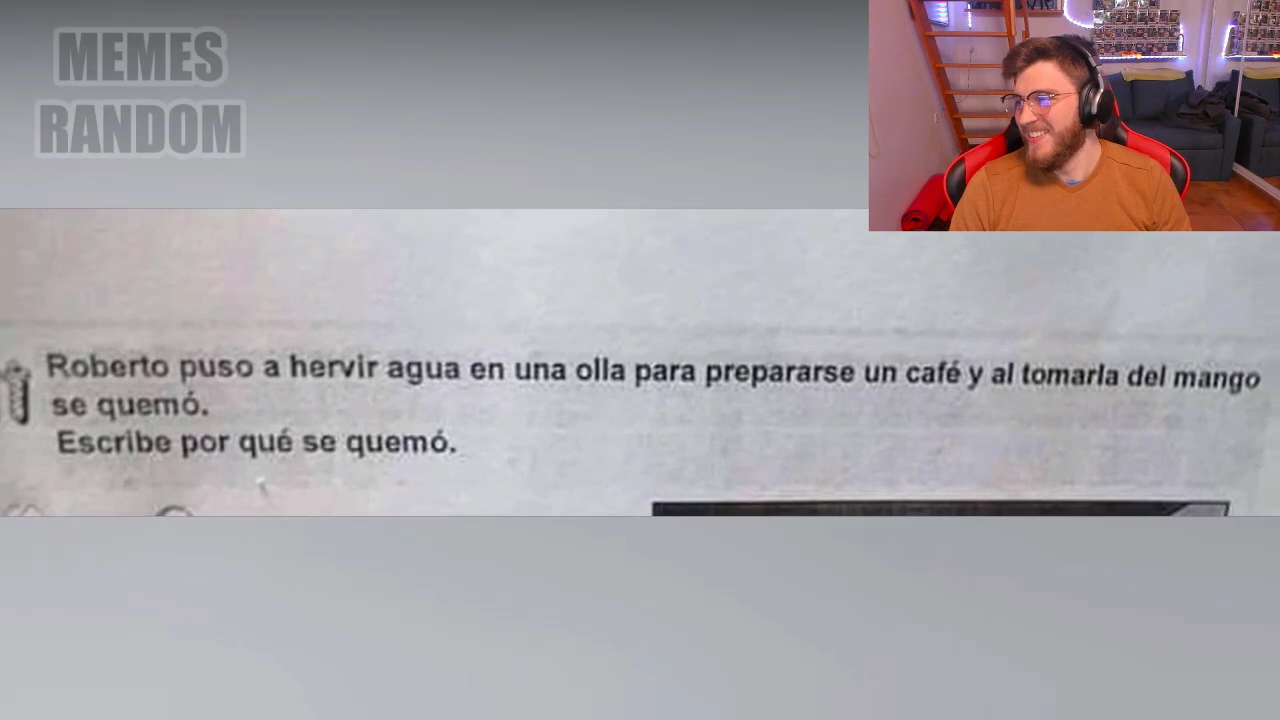 MEMES
RANDOM
Roberto puso a hervir agua en una olla para prepararse un café y al tomarla del mango
se quemó.
Escribe por qué se quemó.